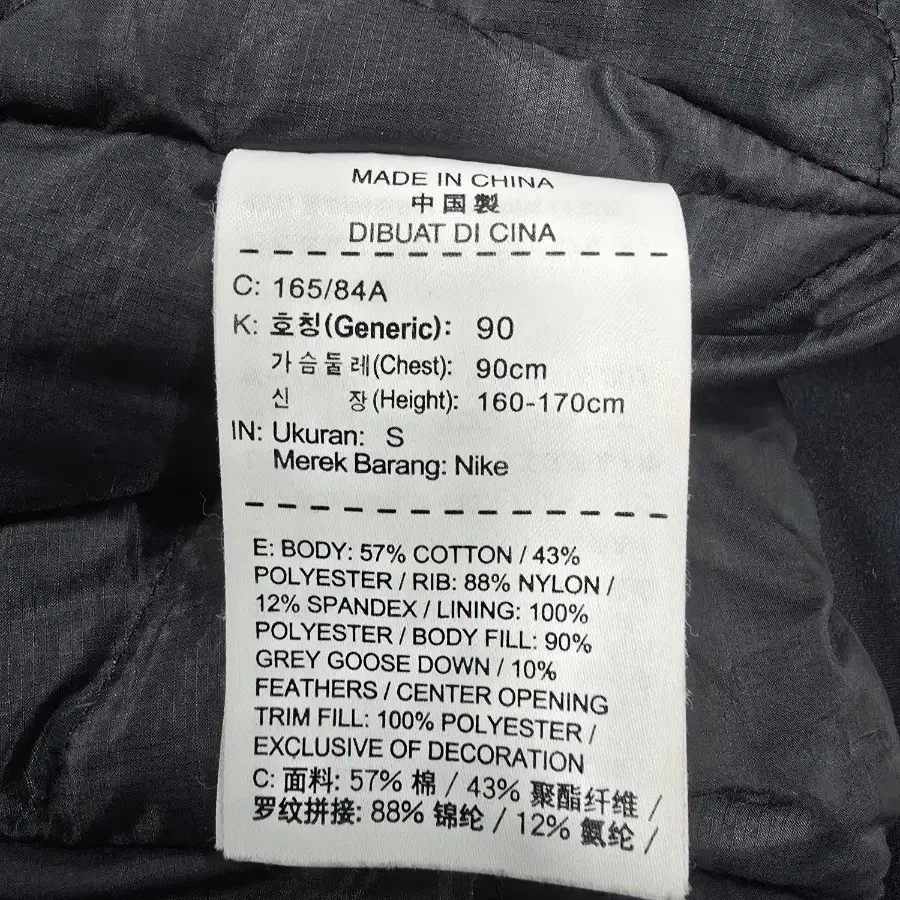 MADE IN CHINA
中国製
DIBUAT DI CINA
C: 165/84A
K: 호칭(Generic): 90
가슴둘레(Chest): 90cm
신 장(Height): 160-170cm
IN: Ukuran: S
Merek Barang: Nike
E: BODY: 57% COTTON / 43%
POLYESTER / RIB: 88% NYLON /
12% SPANDEX / LINING: 100%
POLYESTER / BODY FILL: 90%
GREY GOOSE DOWN / 10%
FEATHERS / CENTER OPENING
TRIM FILL: 100% POLYESTER /
EXCLUSIVE OF DECORATION
C: 面料: 57% 棉 / 43% 聚酯纤维 /
罗纹拼接: 88% 锦纶 / 12% 氨纶 /